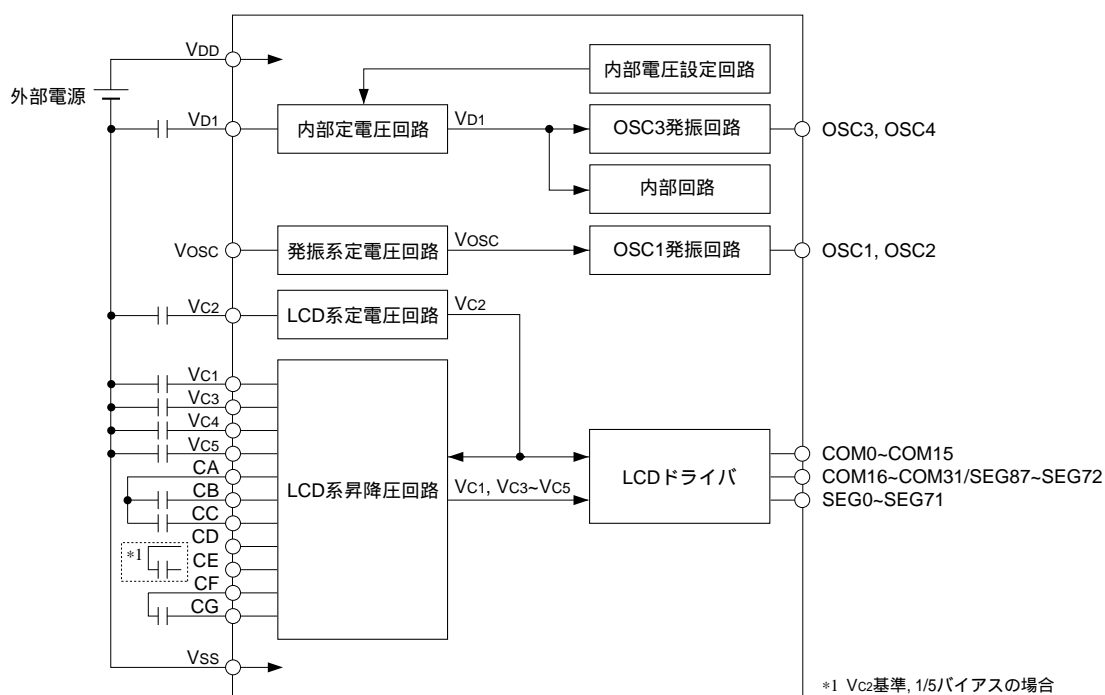 VDD
外部電源
内部電圧設定回路
VD1
内部定電圧回路
VD1
OSC3発振回路
OSC3, OSC4
内部回路
VOSC
発振系定電圧回路
VOSC
OSC1発振回路
OSC1, OSC2
VC2
LCD系定電圧回路
VC2
VC1
VC3
VC4
VC5
CA
CB
CC
CD
*1
CE
CF
CG
LCD系昇降圧回路
VC1, VC3~VC5
LCDドライバ
COM0~COM15
COM16~COM31/SEG87~SEG72
SEG0~SEG71
VSS
*1 VC2基準, 1/5バイアスの場合